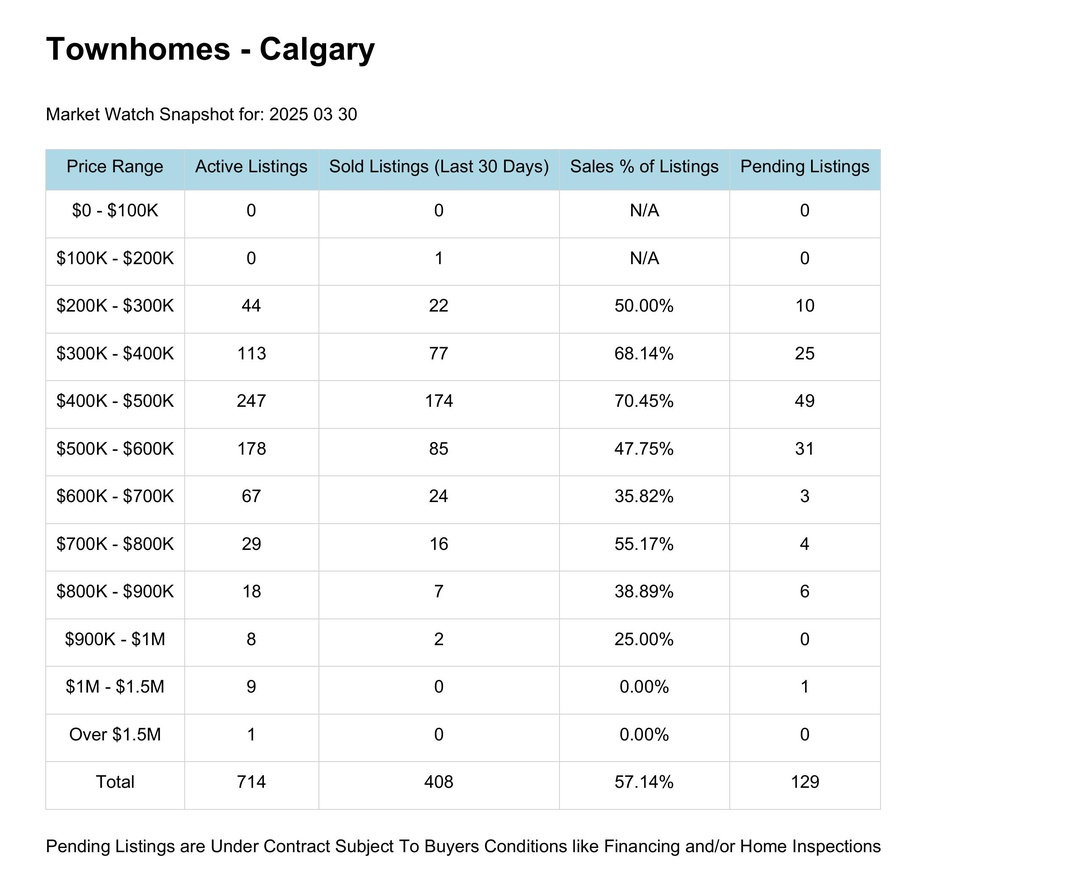 Townhomes - Calgary
Market Watch Snapshot for: 2025 03 30
Price Range Active Listings Sold Listings (Last 30 Days) Sales % of Listings Pending Listings
$0 - $100K 0 0 N/A 0
$100K - $200K 0 1 N/A 0
$200K - $300K 44 22 50.00% 10
$300K - $400K 113 77 68.14% 25
$400K - $500K 247 174 70.45% 49
$500K - $600K 178 85 47.75% 31
$600K - $700K 67 24 35.82% 3
$700K - $800K 29 16 55.17% 4
$800K - $900K 18 7 38.89% 6
$900K - $1M 8 2 25.00% 0
$1M - $1.5M 9 0 0.00% 1
Over $1.5M 1 0 0.00% 0
Total 714 408 57.14% 129
Pending Listings are Under Contract Subject To Buyers Conditions like Financing and/or Home Inspections